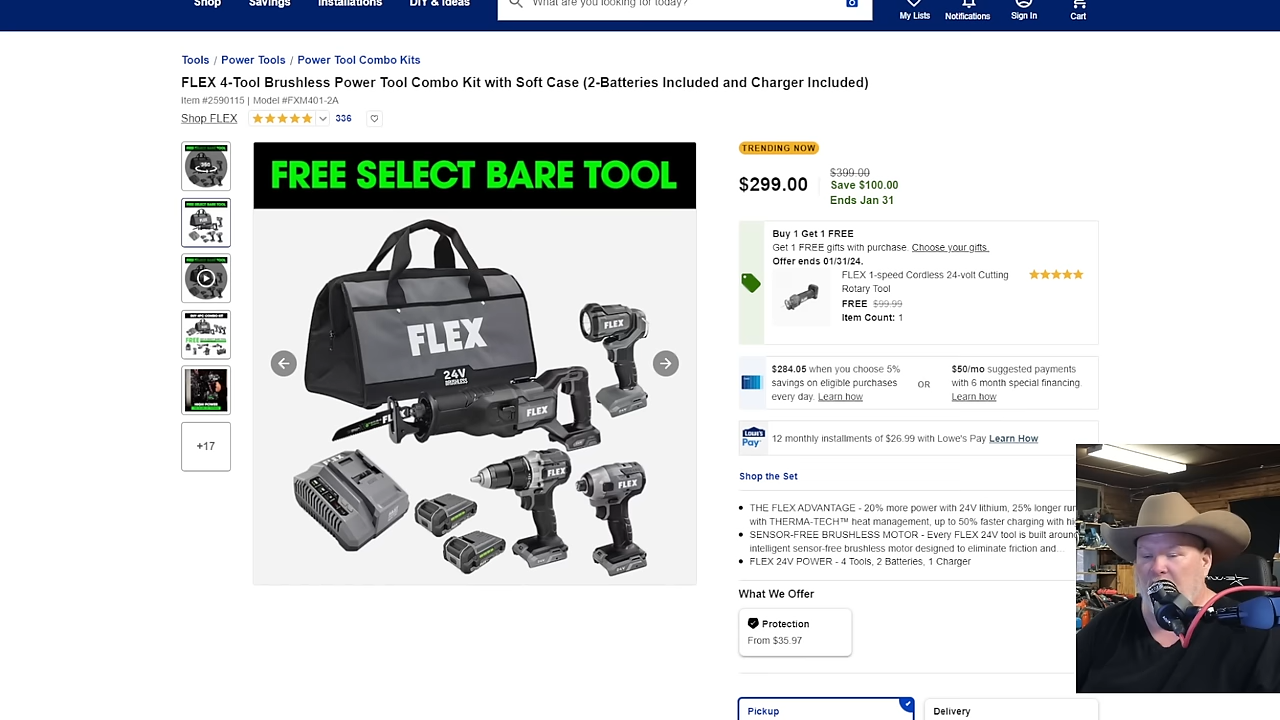 Shop Savings Installations DIY & Ideas
What are you looking for today?
My Lists Notifications Sign In Cart
Tools / Power Tools / Power Tool Combo Kits
FLEX 4-Tool Brushless Power Tool Combo Kit with Soft Case (2-Batteries Included and Charger Included)
Item #2590115 | Model #FXM401-2A
Shop FLEX 336
FREE SELECT BARE TOOL
FLEX
24V
BRUSHLESS
FLEX
FLEX
FLEX
FLEX
FLEX
+17
TRENDING NOW
$299.00
$399.00
Save $100.00
Ends Jan 31
Buy 1 Get 1 FREE
Get 1 FREE gifts with purchase. Choose your gifts.
Offer ends 01/31/24.
FLEX 1-speed Cordless 24-volt Cutting
Rotary Tool
FREE $99.99
Item Count: 1
$284.05 when you choose 5%
savings on eligible purchases
every day. Learn how
OR
$50/mo suggested payments
with 6 month special financing.
Learn how
LOWE'S
Pay
12 monthly installments of $26.99 with Lowe's Pay Learn How
Shop the Set
THE FLEX ADVANTAGE - 20% more power with 24V lithium, 25% longer run
with THERMA-TECH™ heat management, up to 50% faster charging with hi
SENSOR-FREE BRUSHLESS MOTOR - Every FLEX 24V tool is built around
intelligent sensor-free brushless motor designed to eliminate friction and…
FLEX 24V POWER - 4 Tools, 2 Batteries, 1 Charger
What We Offer
Protection
From $35.97
Pickup
Delivery